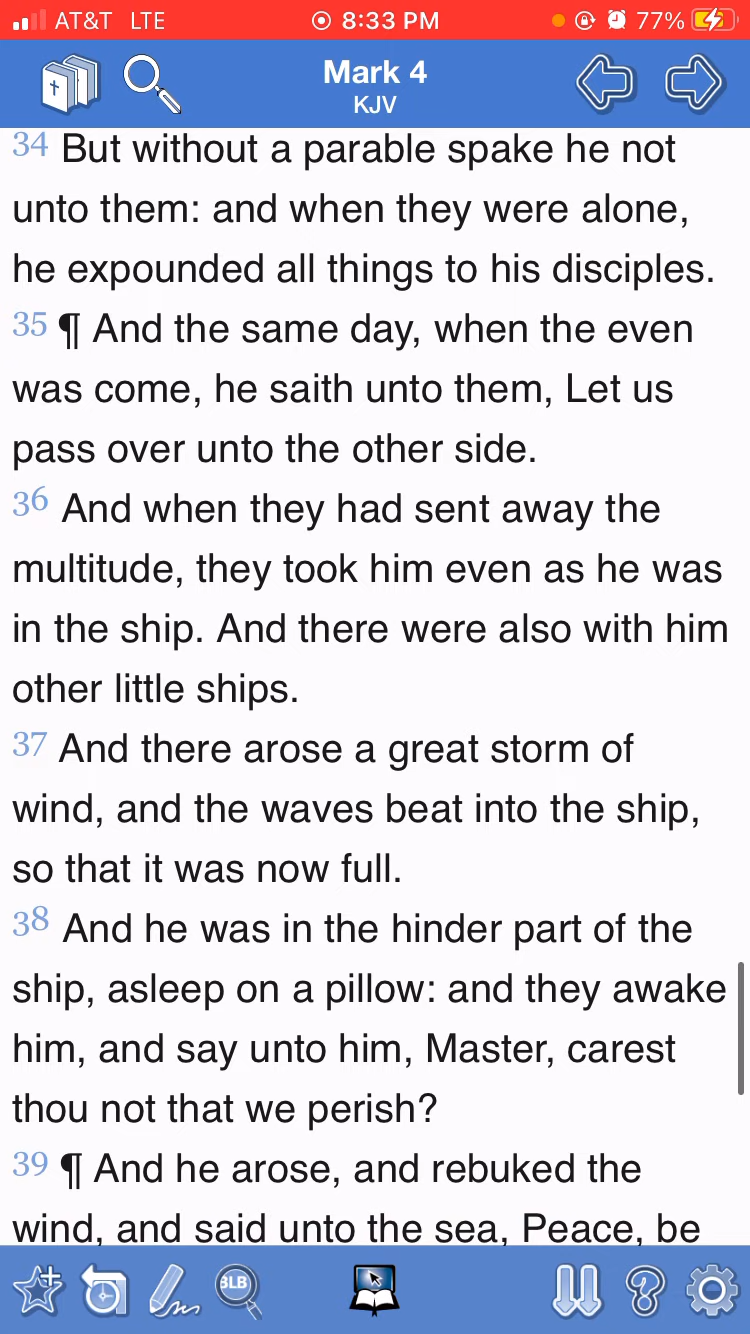 AT&T LTE 8:33 PM 77%
Mark 4
KJV
34 But without a parable spake he not
unto them: and when they were alone,
he expounded all things to his disciples.
35 ¶ And the same day, when the even
was come, he saith unto them, Let us
pass over unto the other side.
36 And when they had sent away the
multitude, they took him even as he was
in the ship. And there were also with him
other little ships.
37 And there arose a great storm of
wind, and the waves beat into the ship,
so that it was now full.
38 And he was in the hinder part of the
ship, asleep on a pillow: and they awake
him, and say unto him, Master, carest
thou not that we perish?
39 ¶ And he arose, and rebuked the
wind, and said unto the sea, Peace, be
BLB